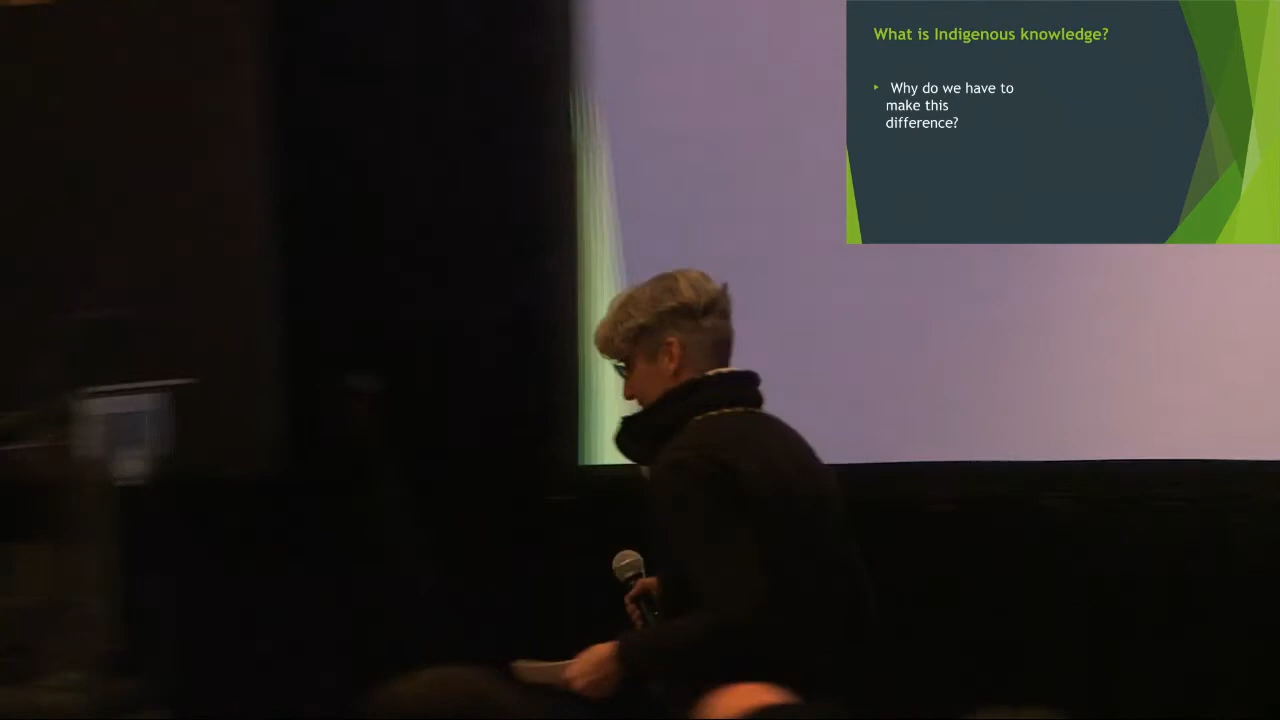 What is Indigenous knowledge?
Why do we have to
make this
difference?